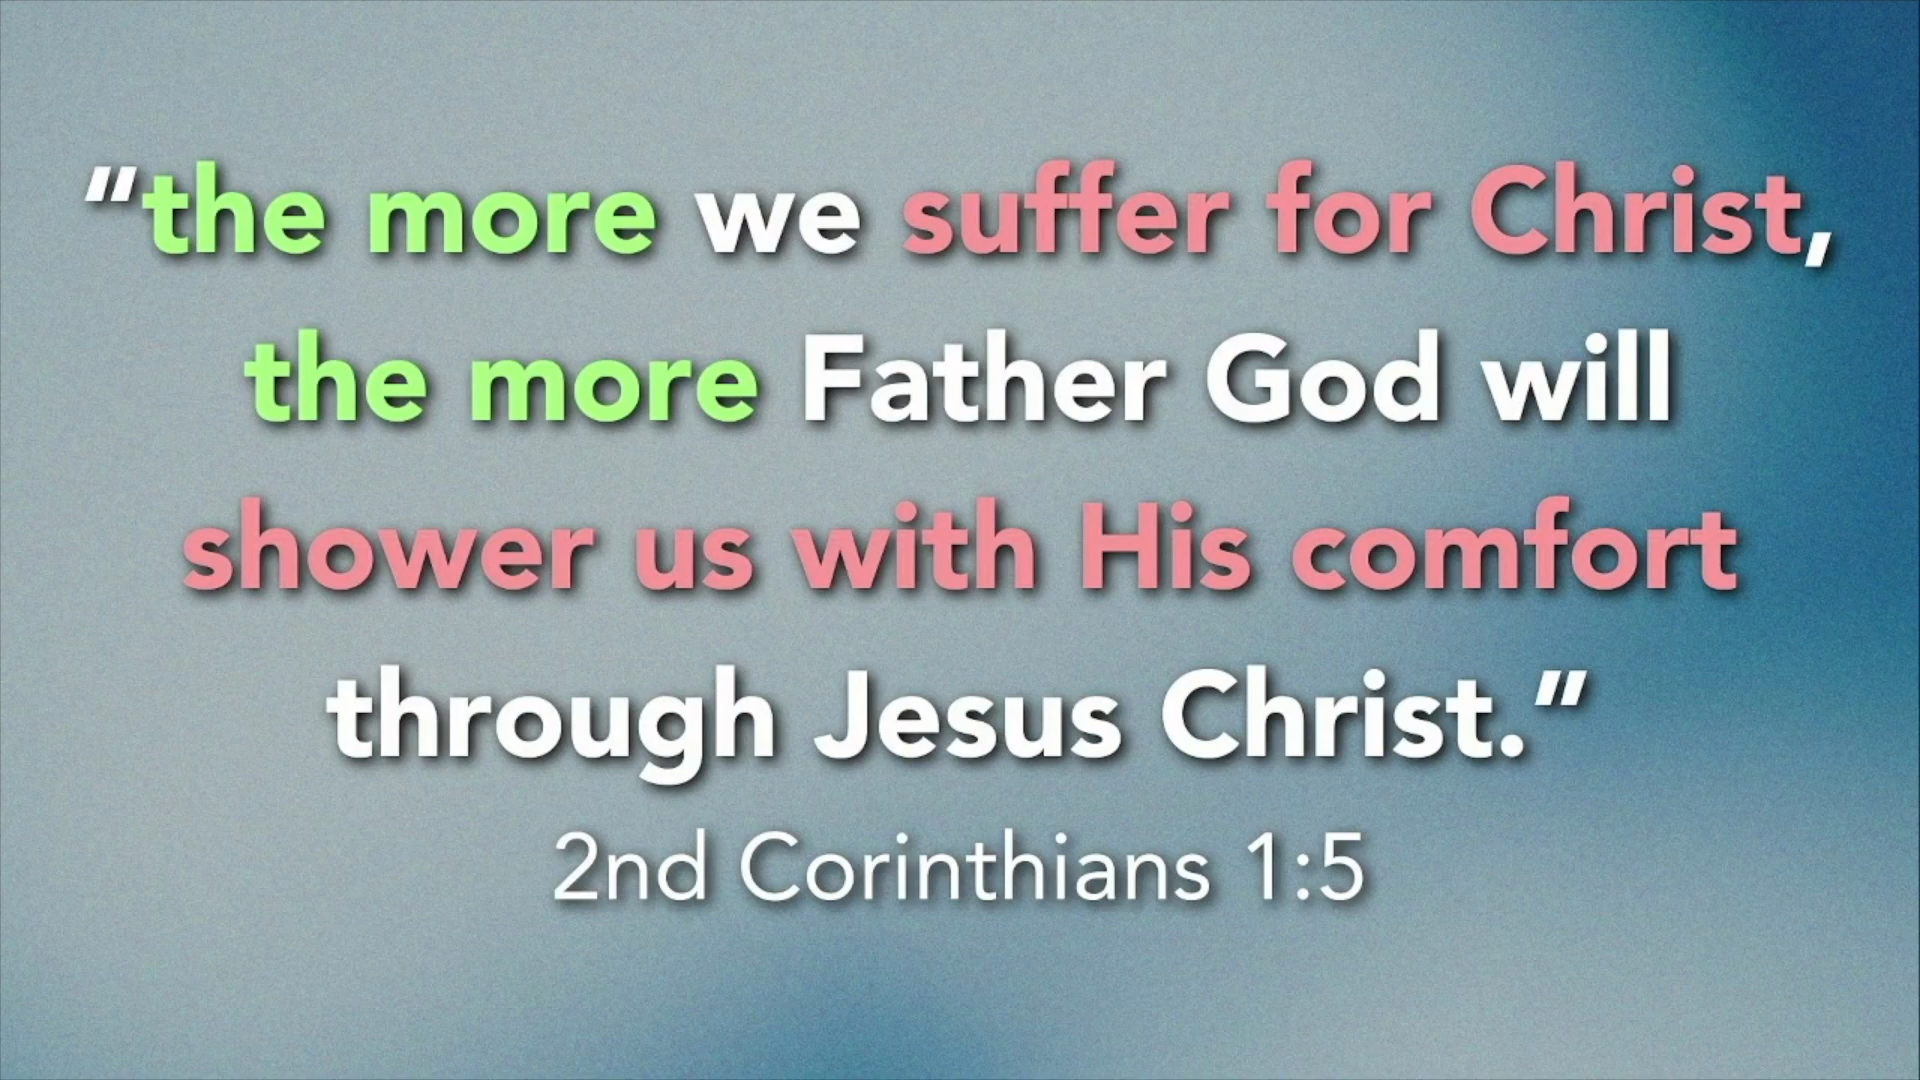 “the more we suffer for Christ,
the more Father God will
shower us with His comfort
through Jesus Christ.”
2nd Corinthians 1:5